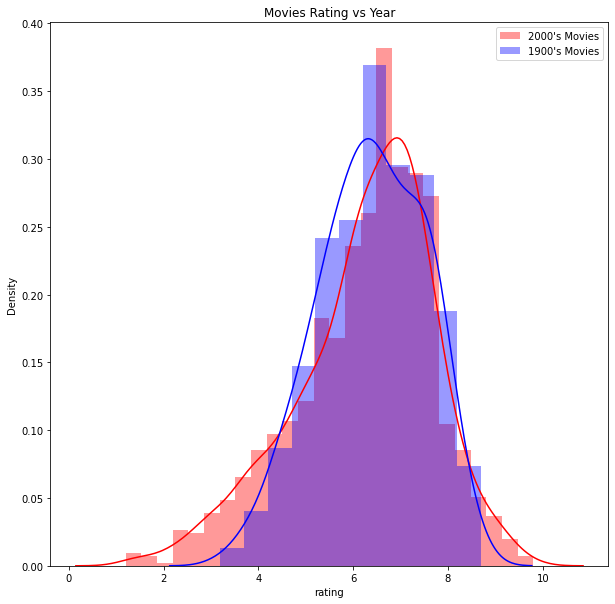 Movies Rating vs Year
2000's Movies
1900's Movies
0.40
0.35
0.30
0.25
0.20
0.15
0.10
0.05
0.00
Density
0 2 4 6 8 10
rating